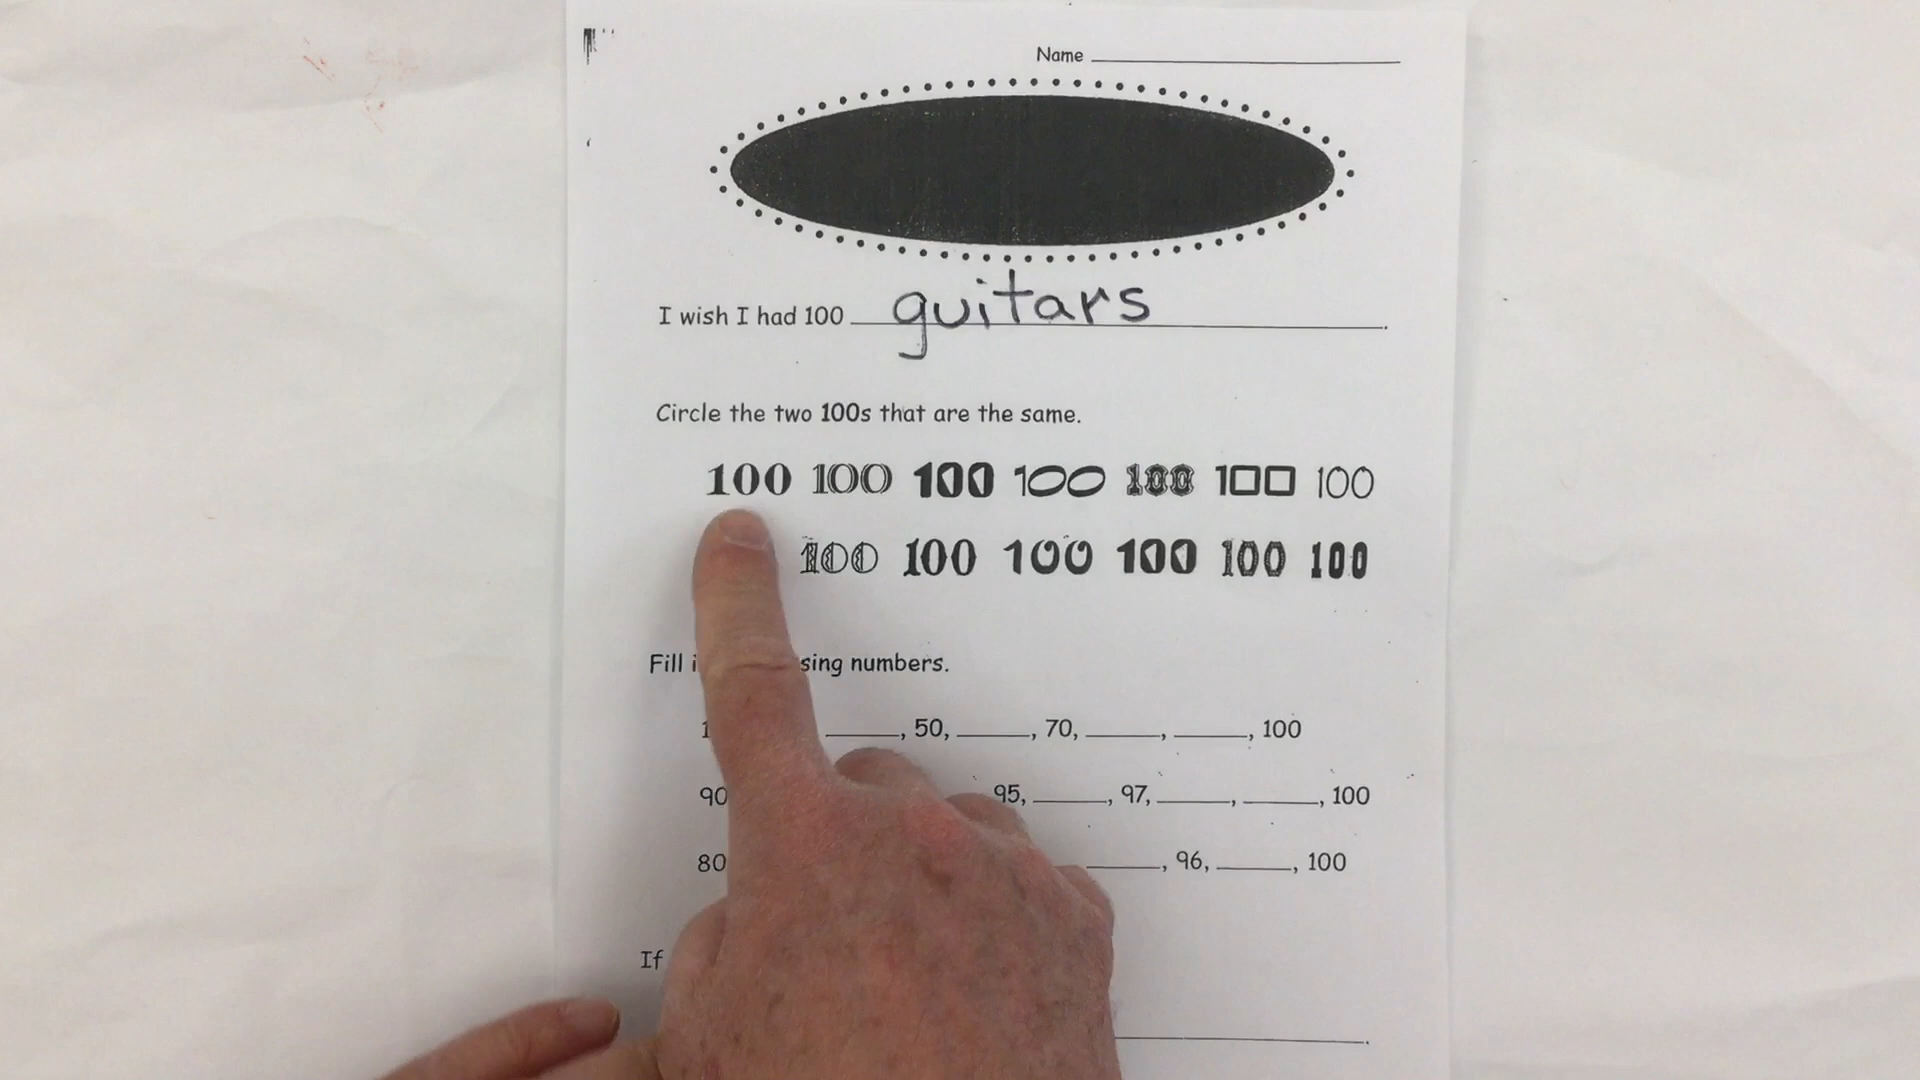 Name
I wish I had 100 guitars.
Circle the two 100s that are the same.
100 100 100 100 100 100 100
100 100 100 100 100 100
Fill sing numbers.
, 50, , 70, , , 100
90 95, , 97, , , 100
80 , 96, , 100
If